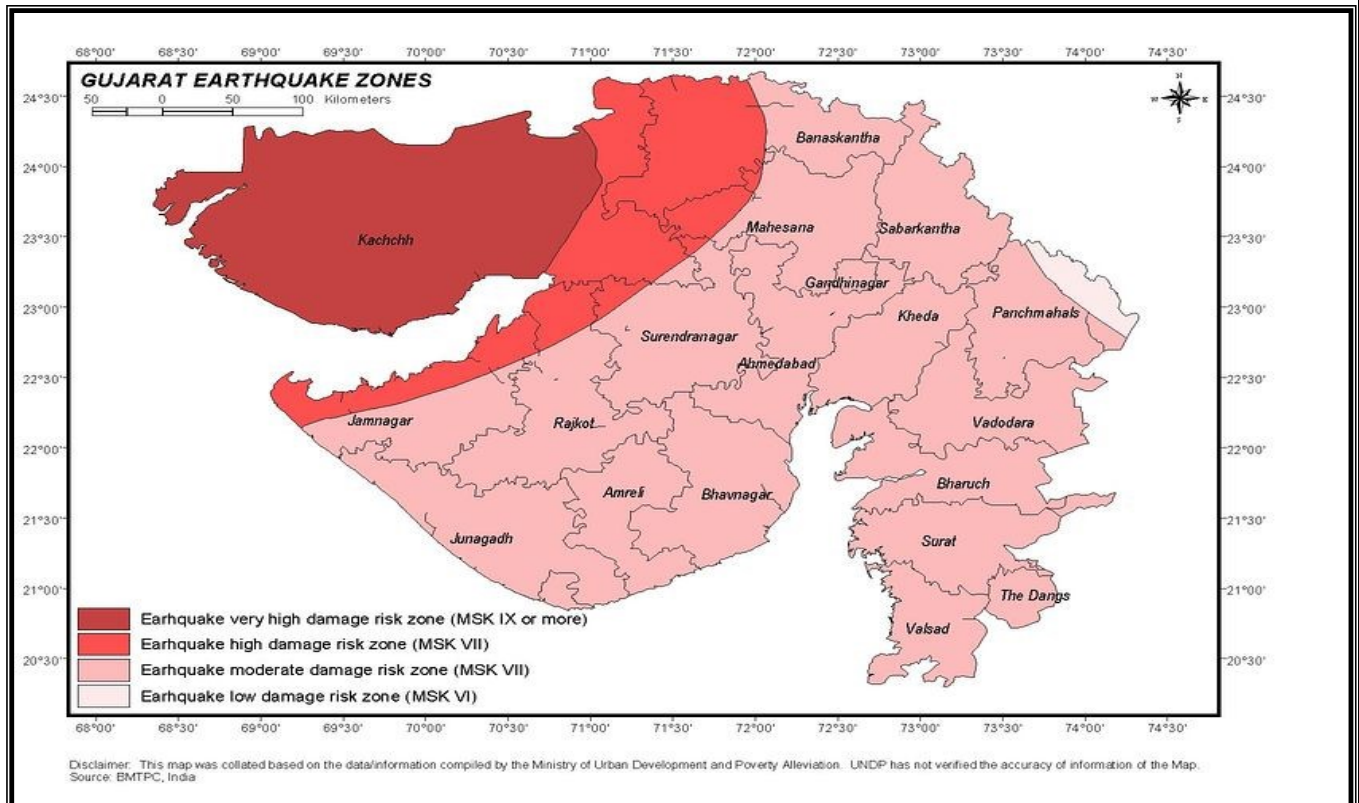 68°00' 68°30' 69°00' 69°30' 70°00' 70°30' 71°00' 71°30' 72°00' 72°30' 73°00' 73°30' 74°00' 74°30'
GUJARAT EARTHQUAKE ZONES
50 0 50 100 Kilometers
N
W E
S
24°30' 24°30'
Banaskantha
24°00' 24°00'
Mahesana Sabarkantha
Kachchh
23°30' 23°30'
Gandhinagar
23°00' 23°00'
Kheda Panchmahals
Surendranagar
Ahmedabad
22°30' 22°30'
Jamnagar Rajkot Vadodara
22°00' 22°00'
Amreli Bhavnagar Bharuch
21°30' 21°30'
Junagadh Surat
21°00' 21°00'
The Dangs
Valsad
20°30' 20°30'
Earhquake very high damage risk zone (MSK IX or more)
Earhquake high damage risk zone (MSK VII)
Earhquake moderate damage risk zone (MSK VII)
Earhquake low damage risk zone (MSK VI)
68°00' 68°30' 69°00' 69°30' 70°00' 70°30' 71°00' 71°30' 72°00' 72°30' 73°00' 73°30' 74°00' 74°30'
Disclaimer: This map was collated based on the data/information compiled by the Ministry of Urban Development and Poverty Alleviation. UNDP has not verified the accuracy of information of the Map.
Source: BMTPC, India